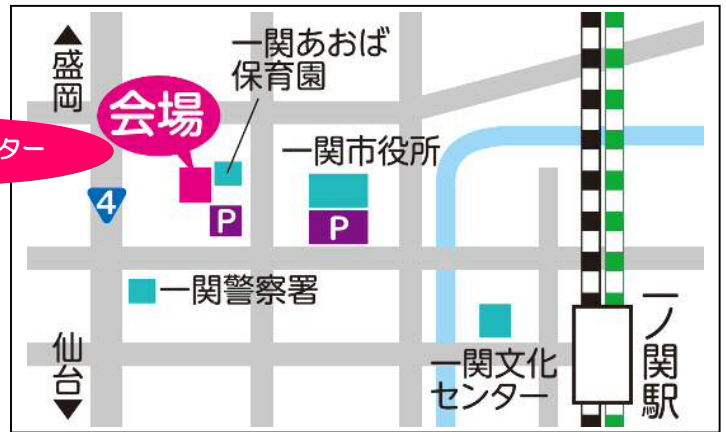 ▲盛岡
一関あおば
保育園
会場
ター
一関市役所
4
P
P
一関警察署
仙台▼
一関文化
センター
一ノ関駅